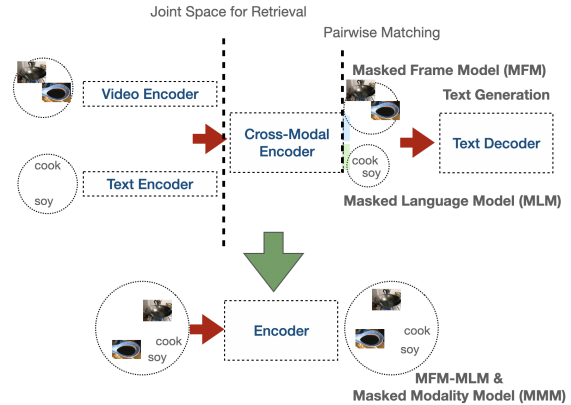 Joint Space for Retrieval
Pairwise Matching
Masked Frame Model (MFM)
Video Encoder
Text Generation
Cross-Modal
Encoder
Text Decoder
cook
soy
cook
soy
Text Encoder
Masked Language Model (MLM)
Encoder
cook
soy
cook
soy
MFM-MLM &
Masked Modality Model (MMM)